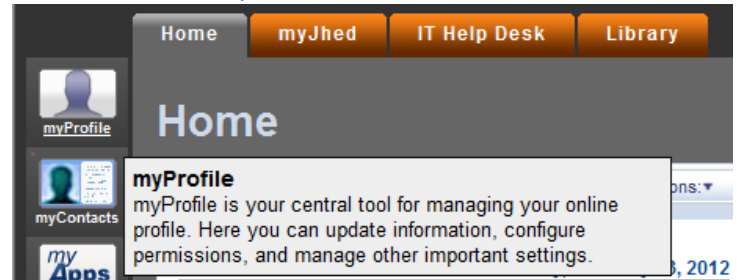 Home myJhed IT Help Desk Library
myProfile
Home
myProfile
myProfile is your central tool for managing your online
profile. Here you can update information, configure
permissions, and manage other important settings.
myContacts
my
Apps
, 2012